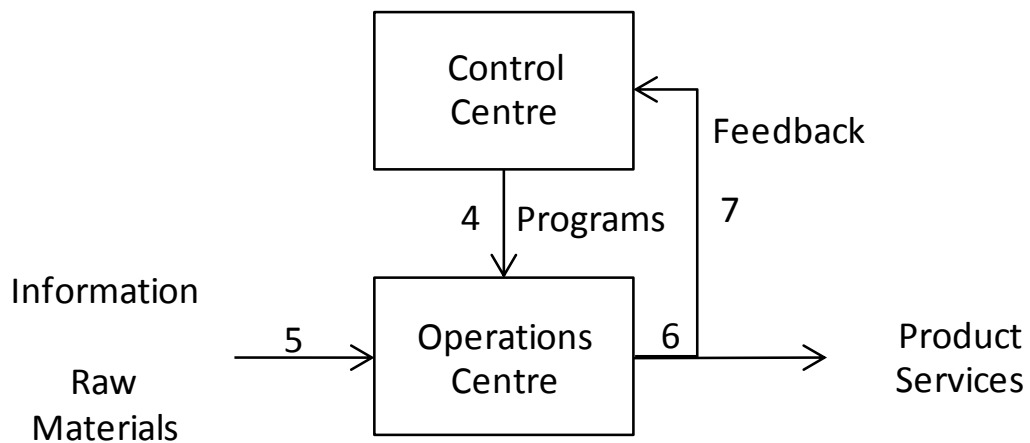 Control
Centre
Feedback
4
Programs
7
Information
5
Operations
Centre
6
Product
Services
Raw
Materials